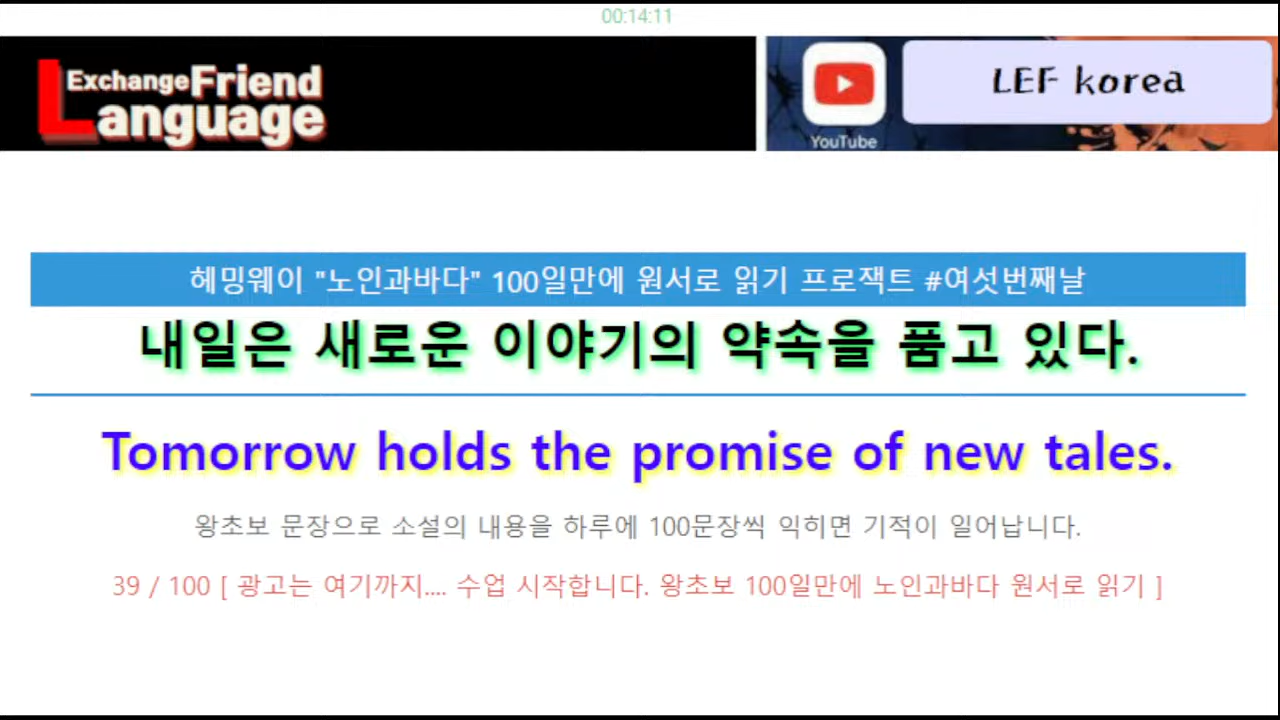 00:14:11
ExchangeFriend
Language
LEF korea
YouTube
헤밍웨이 "노인과바다" 100일만에 원서로 읽기 프로잭트 #여섯번째날
내일은 새로운 이야기의 약속을 품고 있다.
Tomorrow holds the promise of new tales.
왕초보 문장으로 소설의 내용을 하루에 100문장씩 익히면 기적이 일어납니다.
39 / 100 [ 광고는 여기까지.... 수업 시작합니다. 왕초보 100일만에 노인과바다 원서로 읽기 ]